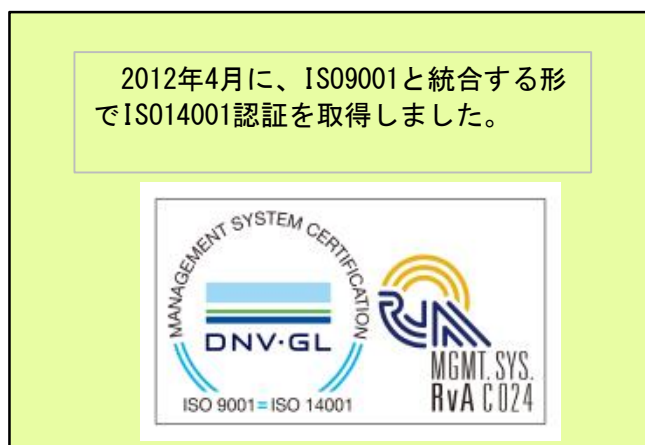 2012年4月に、ISO9001と統合する形
でISO14001認証を取得しました。
MANAGEMENT SYSTEM CERTIFICATION
DNV·GL
ISO 9001=ISO 14001
RvA
MGMT. SYS.
RvA C 024